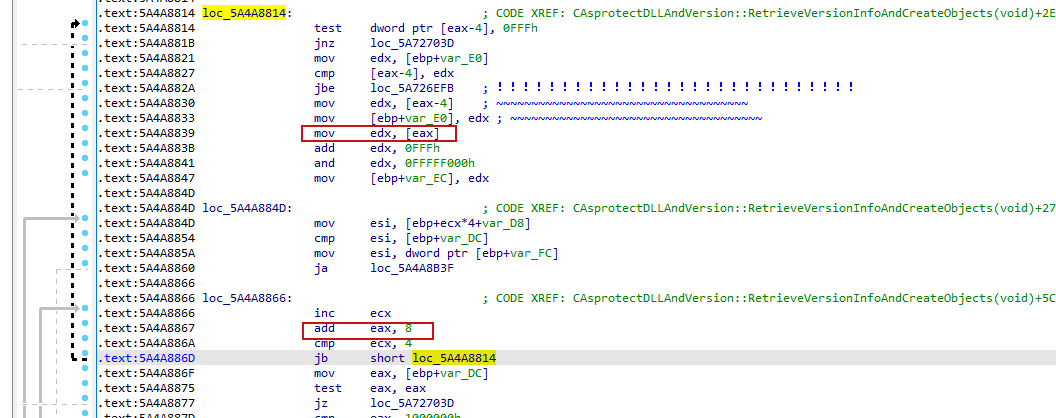 .text:5A4A8814 loc_5A4A8814: ; CODE XREF: CAsprotectDLLAndVersion::RetrieveVersionInfoAndCreateObjects(void)+2E
.text:5A4A8814 test dword ptr [eax-4], 0FFFh
.text:5A4A881B jnz loc_5A72703D
.text:5A4A8821 mov edx, [ebp+var_E0]
.text:5A4A8827 cmp [eax-4], edx
.text:5A4A882A jbe loc_5A726EFB ; ! ! ! ! ! ! ! ! ! ! ! ! ! ! ! ! ! ! ! ! ! ! ! ! ! ! ! !
.text:5A4A8830 mov edx, [eax-4] ; ~~~~~~~~~~~~~~~~~~~~~~~~~~~~~~~~~~~~
.text:5A4A8833 mov [ebp+var_E0], edx ; ~~~~~~~~~~~~~~~~~~~~~~~~~~~~~~~~~~~~
.text:5A4A8839 mov edx, [eax]
.text:5A4A883B add edx, 0FFFh
.text:5A4A8841 and edx, 0FFFFF000h
.text:5A4A8847 mov [ebp+var_EC], edx
.text:5A4A884D
.text:5A4A884D loc_5A4A884D: ; CODE XREF: CAsprotectDLLAndVersion::RetrieveVersionInfoAndCreateObjects(void)+27
.text:5A4A884D mov esi, [ebp+ecx*4+var_D8]
.text:5A4A8854 cmp esi, [ebp+var_DC]
.text:5A4A885A mov esi, dword ptr [ebp+var_FC]
.text:5A4A8860 ja loc_5A4A8B3F
.text:5A4A8866
.text:5A4A8866 loc_5A4A8866: ; CODE XREF: CAsprotectDLLAndVersion::RetrieveVersionInfoAndCreateObjects(void)+5C
.text:5A4A8866 inc ecx
.text:5A4A8867 add eax, 8
.text:5A4A886A cmp ecx, 4
.text:5A4A886D jb short loc_5A4A8814
.text:5A4A886F mov eax, [ebp+var_DC]
.text:5A4A8875 test eax, eax
.text:5A4A8877 jz loc_5A72703D
.text:5A4A887D cmp eax, 1000000h